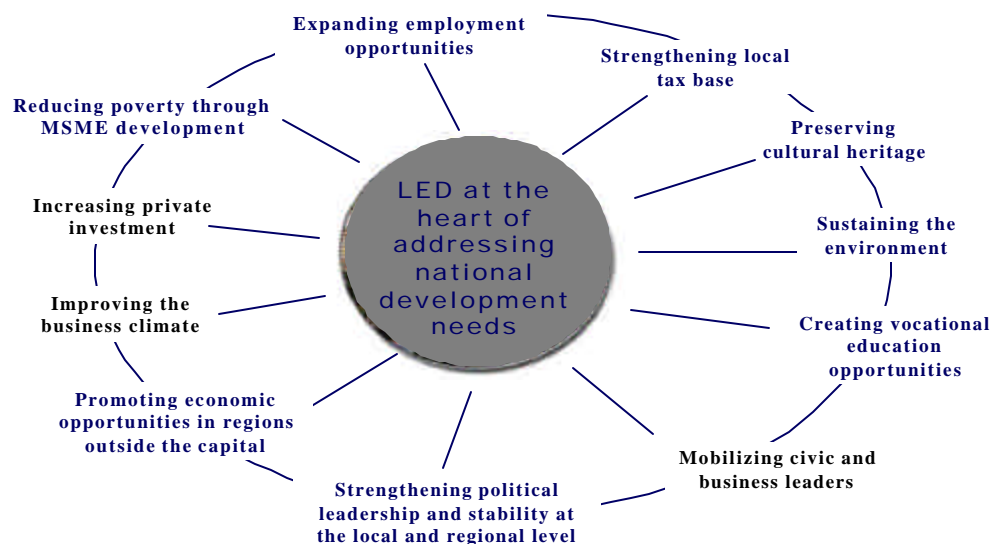 Expanding employment
opportunities
Strengthening local
tax base
Preserving
cultural heritage
Sustaining the
environment
Creating vocational
education
opportunities
Mobilizing civic and
business leaders
Strengthening political
leadership and stability at
the local and regional level
Promoting economic
opportunities in regions
outside the capital
Improving the
business climate
Increasing private
investment
Reducing poverty through
MSME development
LED at the
heart of
addressing
national
development
needs